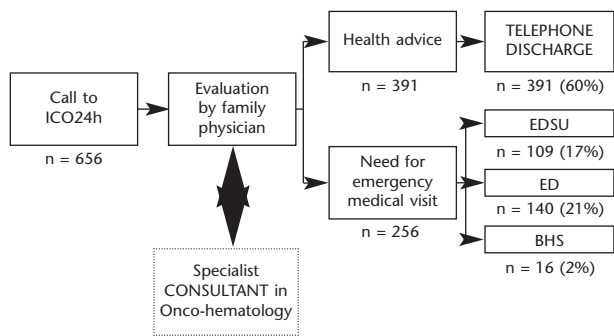 Call to
ICO24h
n = 656
Evaluation
by family
physician
Specialist
CONSULTANT in
Onco-hematology
Health advice
n = 391
TELEPHONE
DISCHARGE
n = 391 (60%)
Need for
emergency
medical visit
n = 256
EDSU
n = 109 (17%)
ED
n = 140 (21%)
BHS
n = 16 (2%)